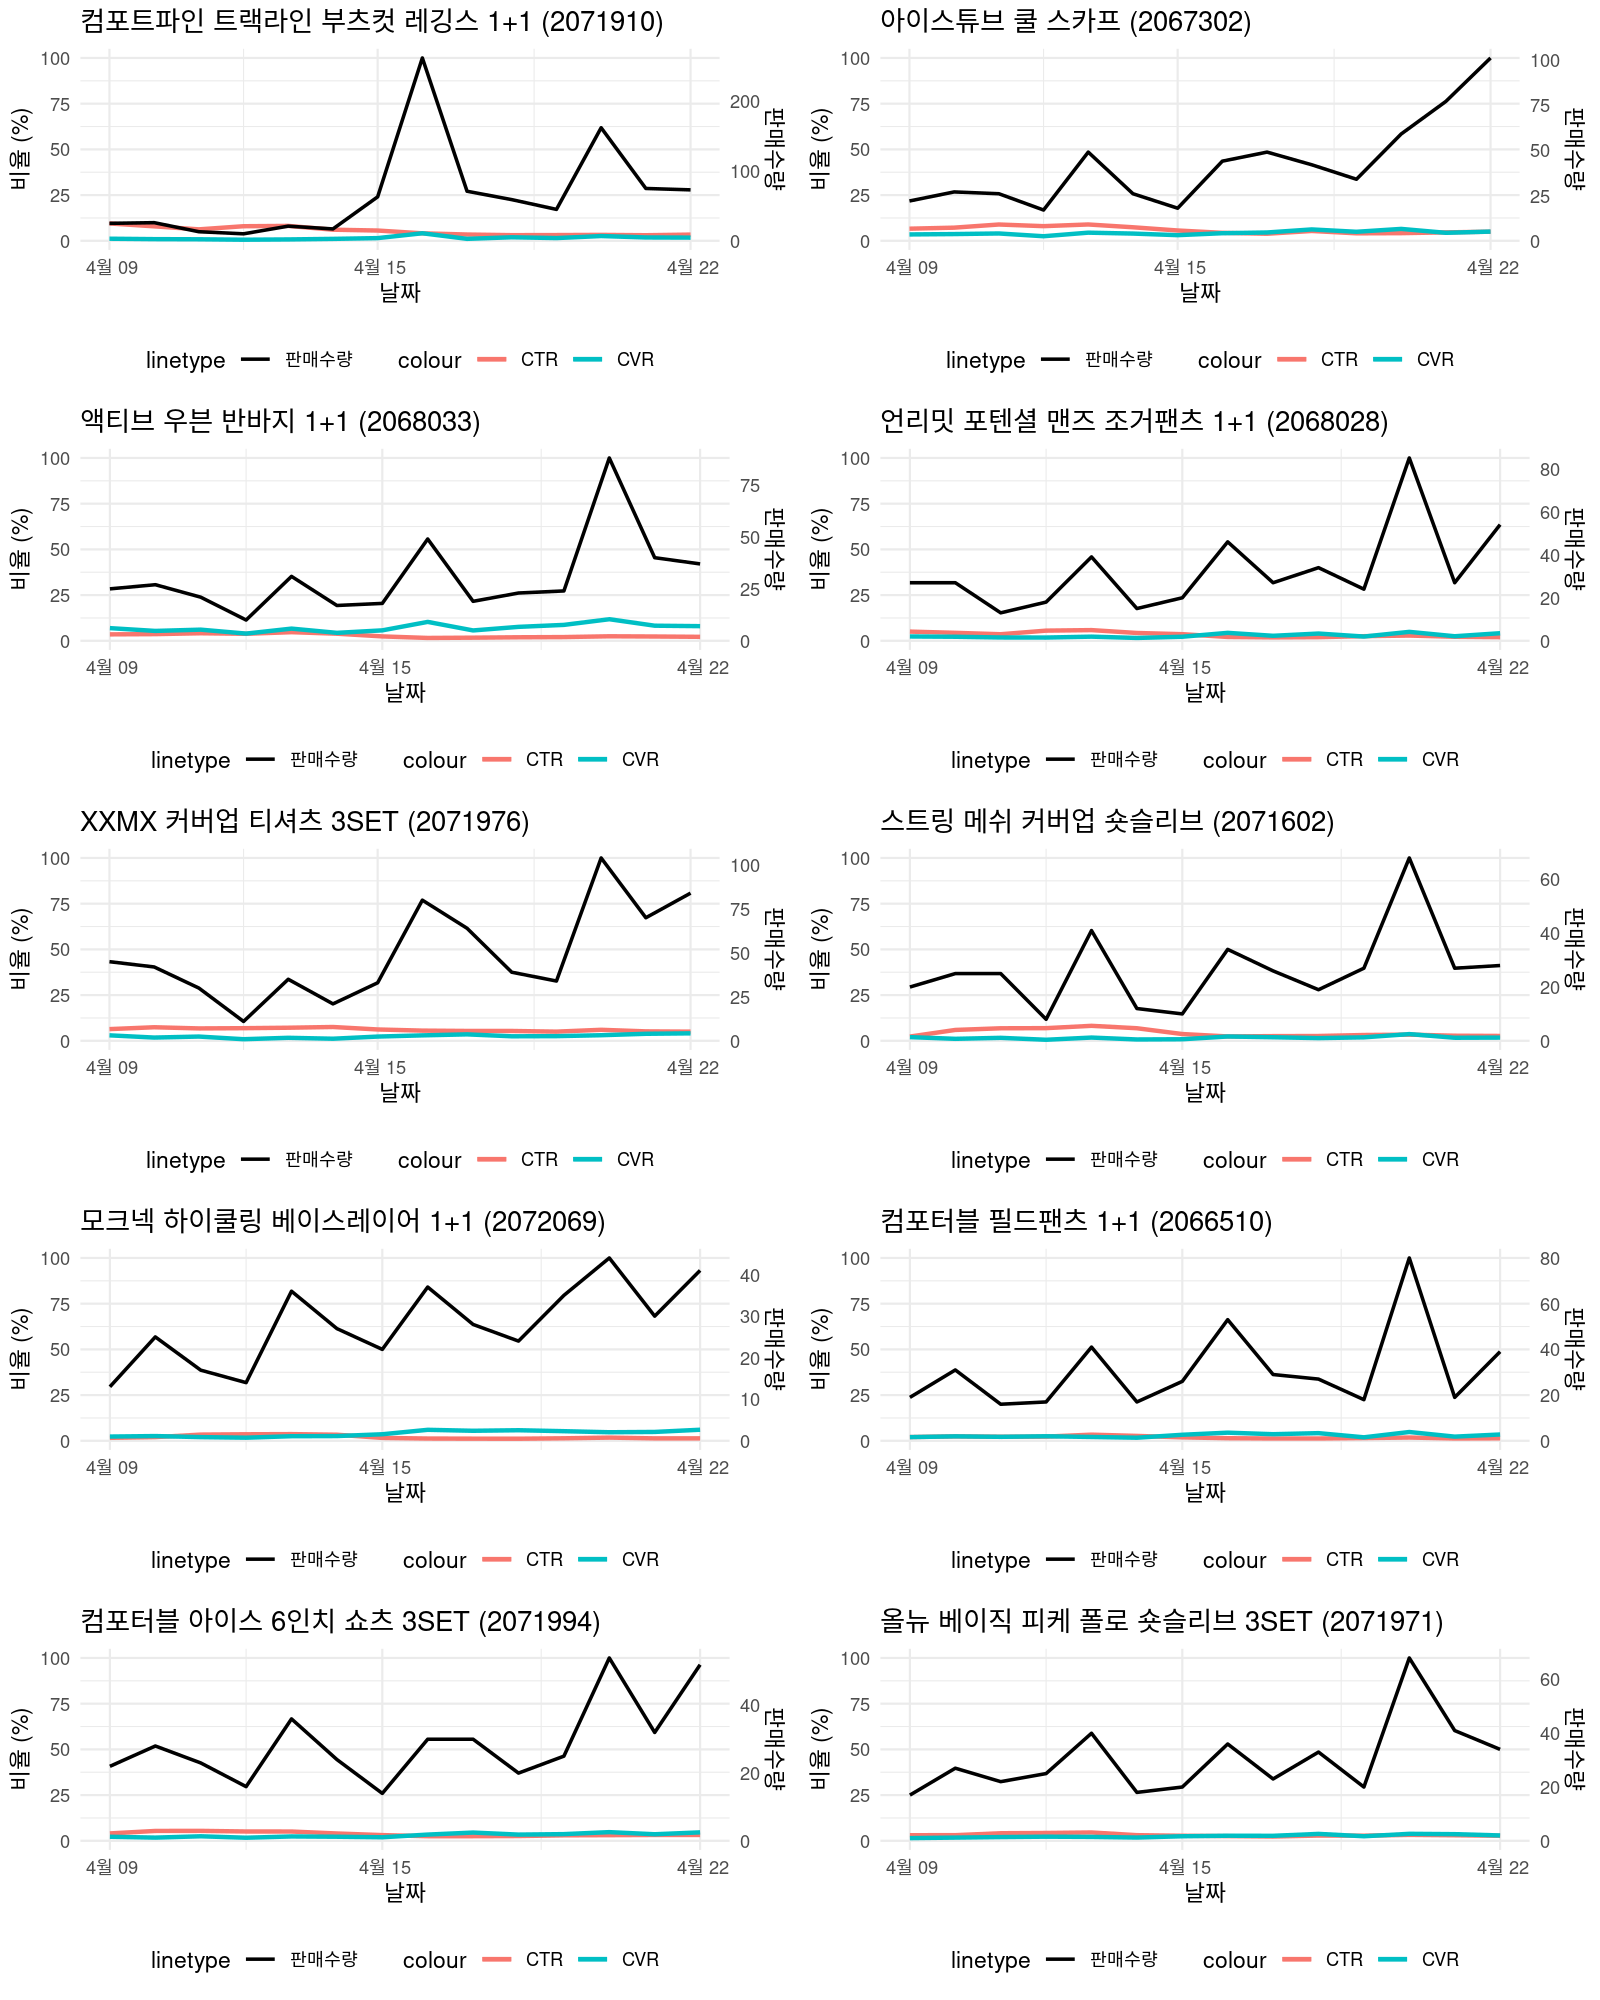 컴포트파인 트랙라인 부츠컷 레깅스 1+1 (2071910)
비율 (%)
100
75
50
25
0
200
100
0
판매수량
4월 09
4월 15
4월 22
날짜
linetype 판매수량 colour CTR CVR
아이스튜브 쿨 스카프 (2067302)
비율 (%)
100
75
50
25
0
100
75
50
25
0
판매수량
4월 09
4월 15
4월 22
날짜
linetype 판매수량 colour CTR CVR
액티브 우븐 반바지 1+1 (2068033)
비율 (%)
100
75
50
25
0
75
50
25
0
판매수량
4월 09
4월 15
4월 22
날짜
linetype 판매수량 colour CTR CVR
언리밋 포텐셜 맨즈 조거팬츠 1+1 (2068028)
비율 (%)
100
75
50
25
0
80
60
40
20
0
판매수량
4월 09
4월 15
4월 22
날짜
linetype 판매수량 colour CTR CVR
XXMX 커버업 티셔츠 3SET (2071976)
비율 (%)
100
75
50
25
0
100
75
50
25
0
판매수량
4월 09
4월 15
4월 22
날짜
linetype 판매수량 colour CTR CVR
스트링 메쉬 커버업 숏슬리브 (2071602)
비율 (%)
100
75
50
25
0
60
40
20
0
판매수량
4월 09
4월 15
4월 22
날짜
linetype 판매수량 colour CTR CVR
모크넥 하이쿨링 베이스레이어 1+1 (2072069)
비율 (%)
100
75
50
25
0
40
30
20
10
0
판매수량
4월 09
4월 15
4월 22
날짜
linetype 판매수량 colour CTR CVR
컴포터블 필드팬츠 1+1 (2066510)
비율 (%)
100
75
50
25
0
80
60
40
20
0
판매수량
4월 09
4월 15
4월 22
날짜
linetype 판매수량 colour CTR CVR
컴포터블 아이스 6인치 쇼츠 3SET (2071994)
비율 (%)
100
75
50
25
0
40
20
0
판매수량
4월 09
4월 15
4월 22
날짜
linetype 판매수량 colour CTR CVR
올뉴 베이직 피케 폴로 숏슬리브 3SET (2071971)
비율 (%)
100
75
50
25
0
60
40
20
0
판매수량
4월 09
4월 15
4월 22
날짜
linetype 판매수량 colour CTR CVR